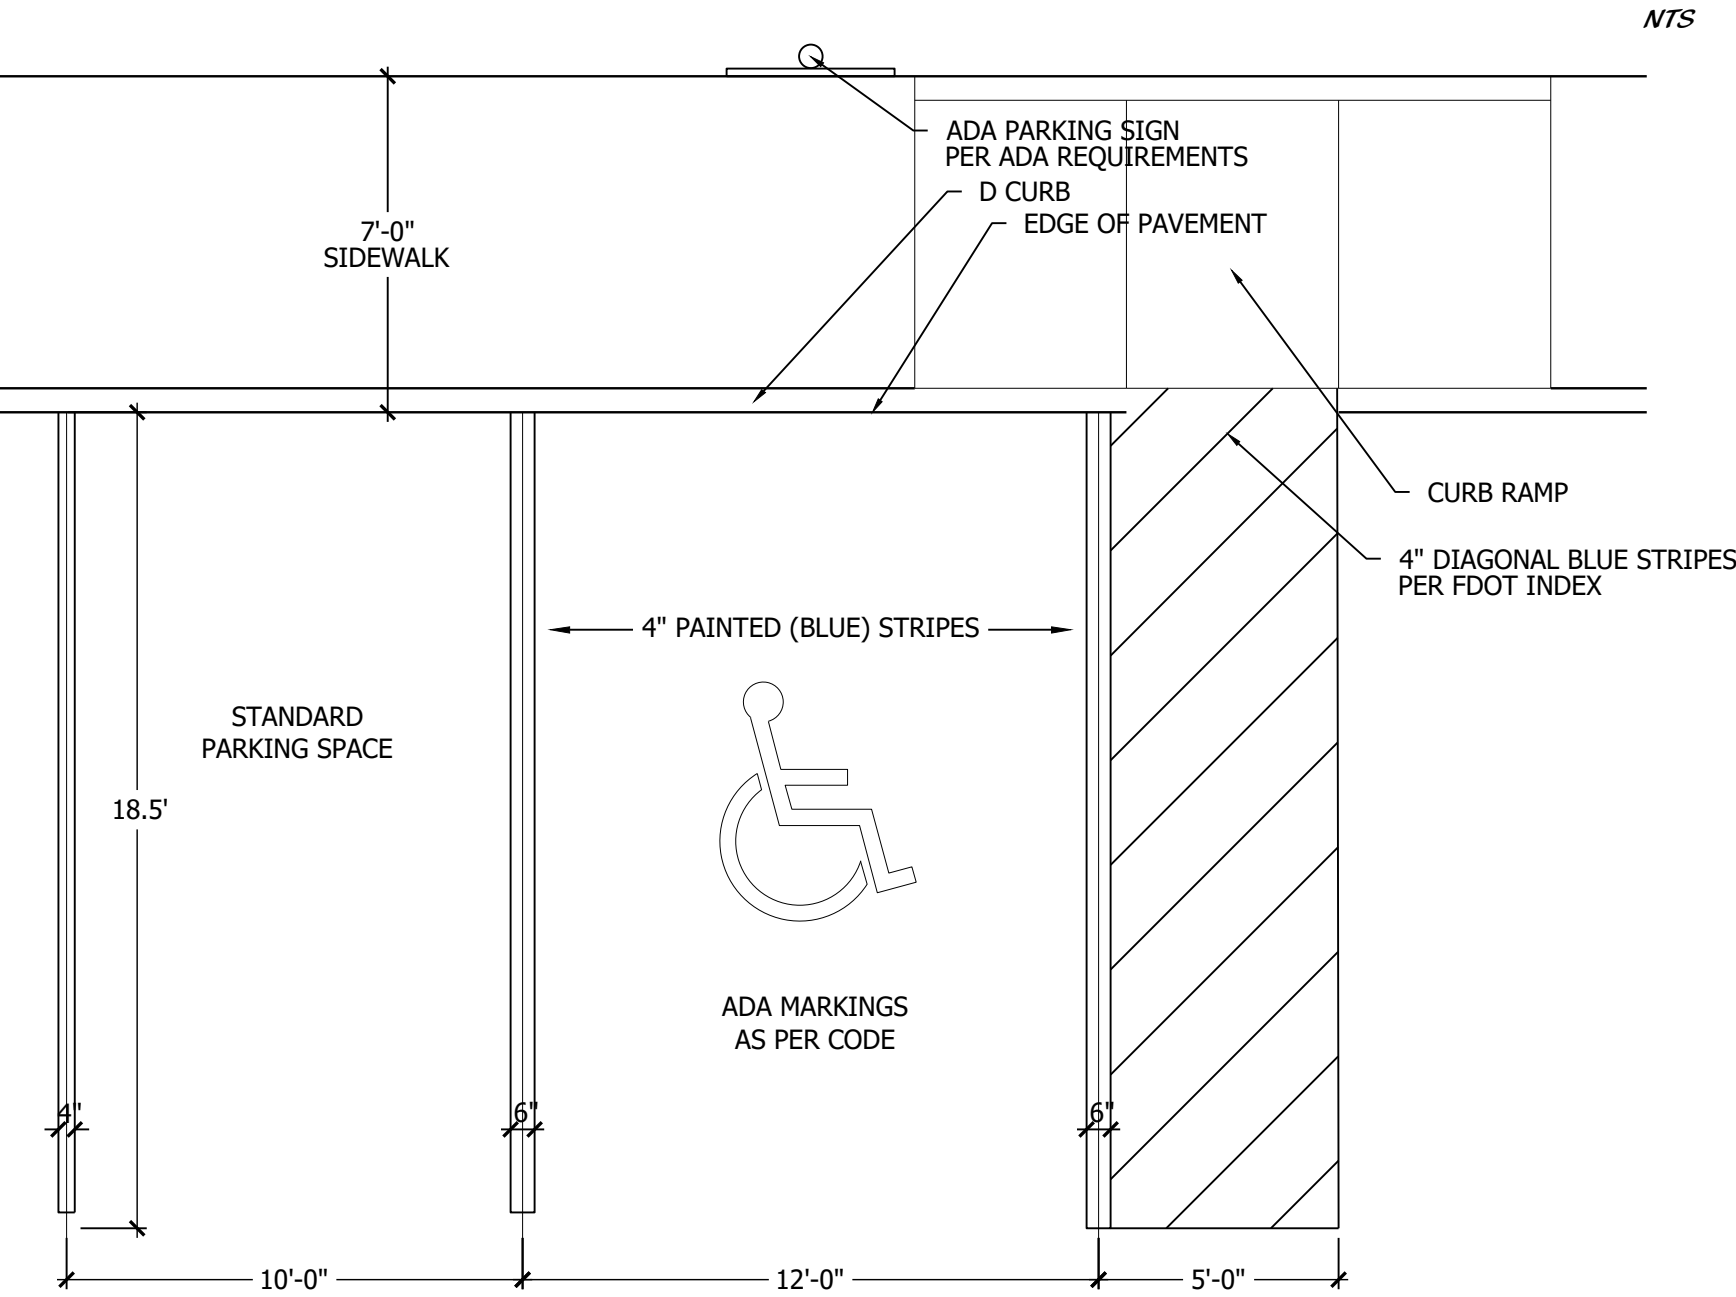 NTS
ADA PARKING SIGN
PER ADA REQUIREMENTS
D CURB
EDGE OF PAVEMENT
7'-0"
SIDEWALK
CURB RAMP
4" DIAGONAL BLUE STRIPES
PER FDOT INDEX
4" PAINTED (BLUE) STRIPES
STANDARD
PARKING SPACE
18.5'
ADA MARKINGS
AS PER CODE
4"
6"
6"
10'-0"
12'-0"
5'-0"